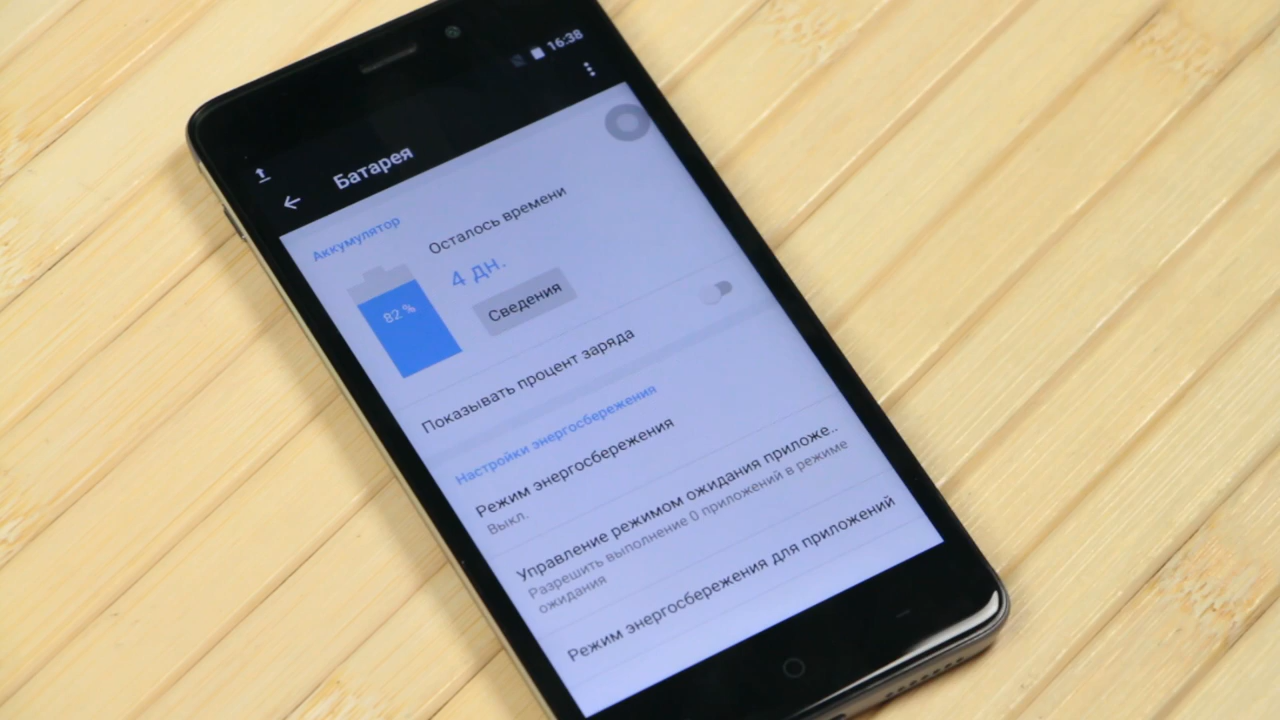 16:38
Батарея
Аккумулятор
Осталось времени
4 дн.
82 %
Сведения
Показывать процент заряда
Настройки энергосбережения
Режим энергосбережения
Выкл.
Управление режимом ожидания приложе..
Разрешить выполнение 0 приложений в режиме
ожидания
Режим энергосбережения для приложений